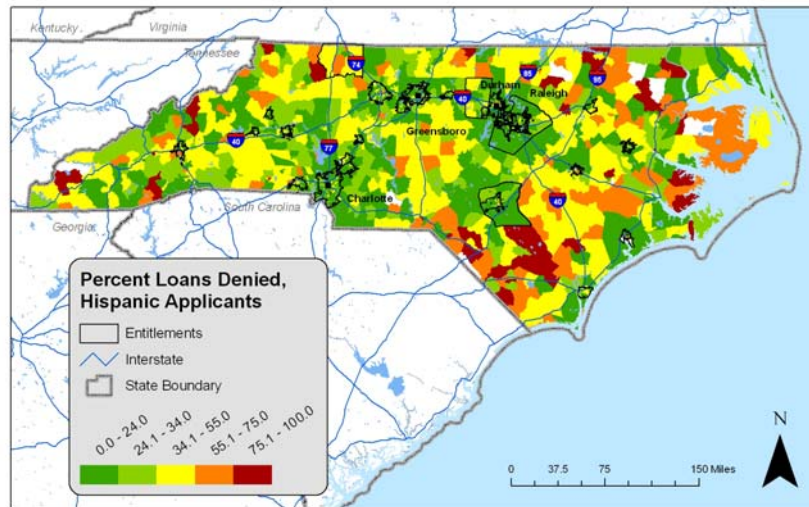 Kentucky
Virginia
Tennessee
74
95
95
Durham
Raleigh
40
Greensboro
77
40
40
Charlotte
South Carolina
Georgia
Percent Loans Denied,
Hispanic Applicants
Entitlements
Interstate
State Boundary
0.0 - 24.0
24.1 - 34.0
34.1 - 55.0
55.1 - 75.0
75.1 - 100.0
N
0 37.5 75 150 Miles